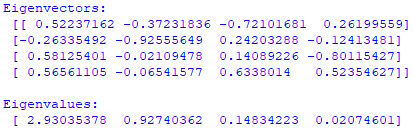 Eigenvectors:
[[ 0.52237162 -0.37231836 -0.72101681 0.26199559]
[-0.26335492 -0.92555649 0.24203288 -0.12413481]
[ 0.58125401 -0.02109478 0.14089226 -0.80115427]
[ 0.56561105 -0.06541577 0.6338014 0.52354627]]
Eigenvalues:
[ 2.93035378 0.92740362 0.14834223 0.02074601]